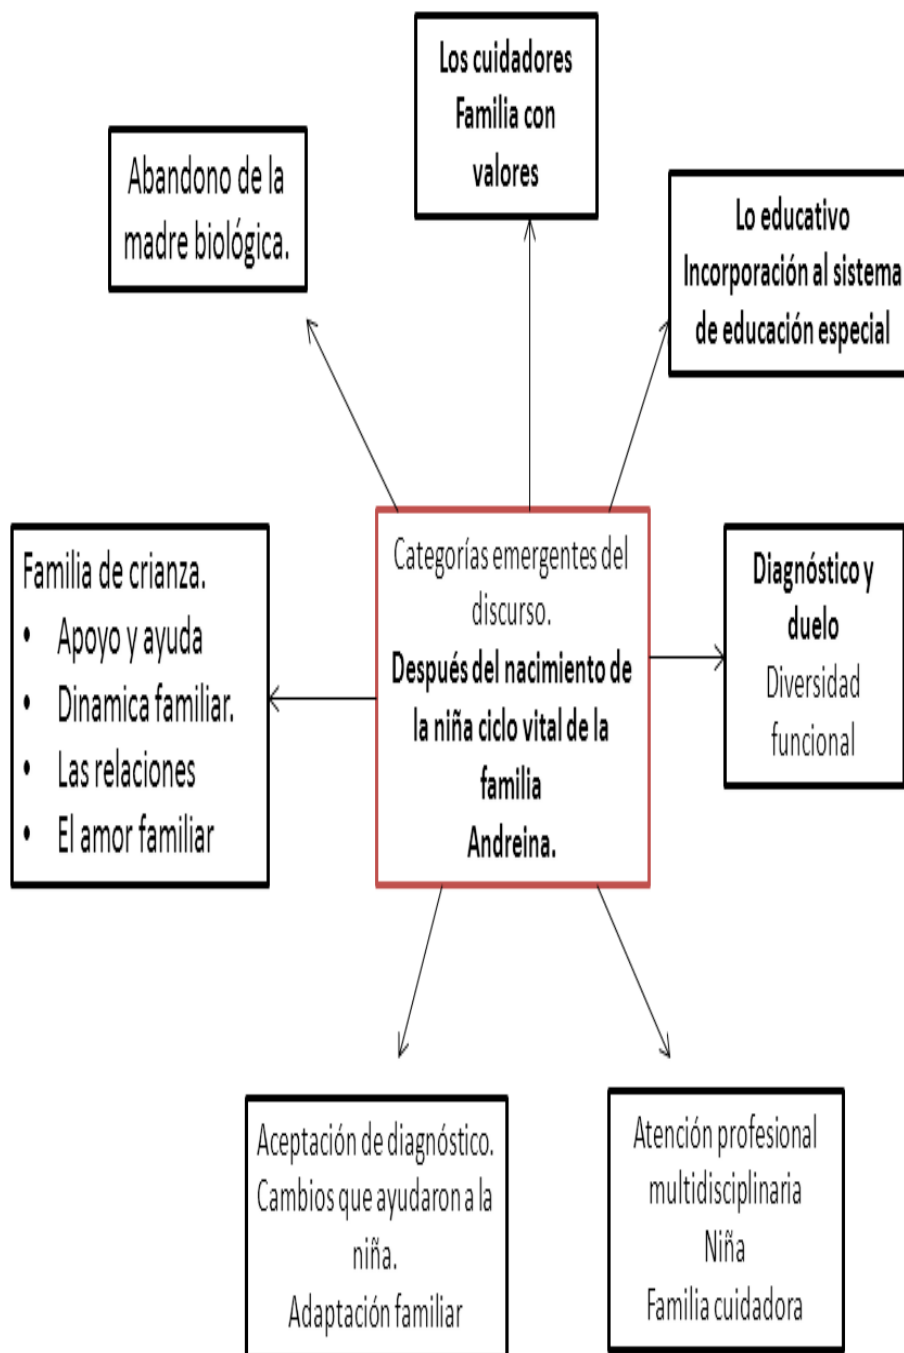 Los cuidadores
Familia con
valores
Abandono de la
madre biológica.
Lo educativo
Incorporación al sistema
de educación especial
Categorías emergentes del
discurso.
Después del nacimiento de
la niña ciclo vital de la
familia
Andreina.
Familia de crianza.
• Apoyo y ayuda
• Dinamica familiar.
• Las relaciones
• El amor familiar
Diagnóstico y
duelo
Diversidad
funcional
Aceptación de diagnóstico.
Cambios que ayudaron a la
niña.
Adaptación familiar
Atención profesional
multidisciplinaria
Niña
Familia cuidadora